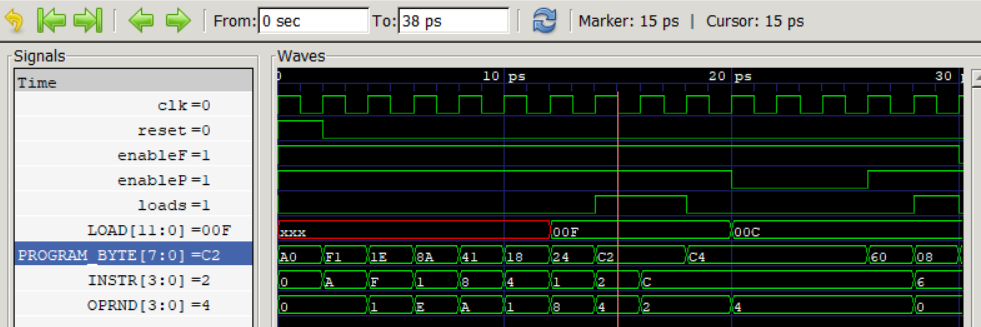 From: 0 sec To: 38 ps Marker: 15 ps | Cursor: 15 ps
Signals Waves
Time 0 10 ps 20 ps 30
clk=0
reset=0
enableF=1
enableP=1
loads=1
LOAD[11:0] =00F xxx 00F 00C
PROGRAM_BYTE[7:0] =C2 A0 F1 1E 8A 41 18 24 C2 C4 60 08
INSTR[3:0] =2 0 A F 1 8 4 1 2 C 6
OPRND[3:0] =4 0 1 E A 1 8 4 2 4 0